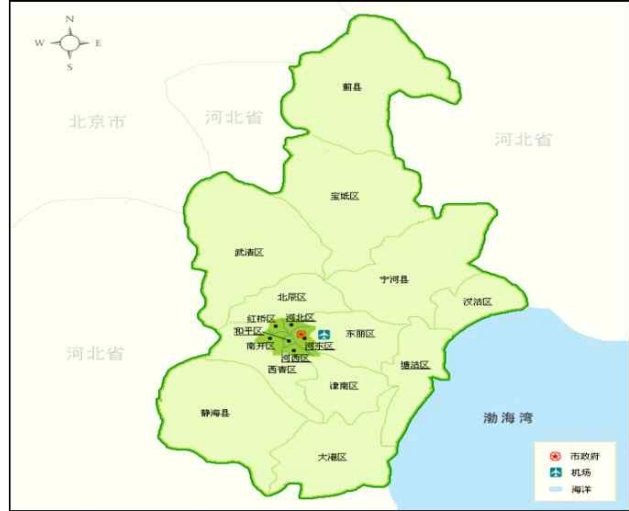 N
W E
S
蓟县
北京市
河北省
河北省
宝坻区
武清区
宁河县
北辰区
汉沽区
红桥区
河北区
和平区
东丽区
河北省
南开区
河东区
河西区
塘沽区
西青区
津南区
静海县
渤海湾
大港区
市政府
机场
海洋